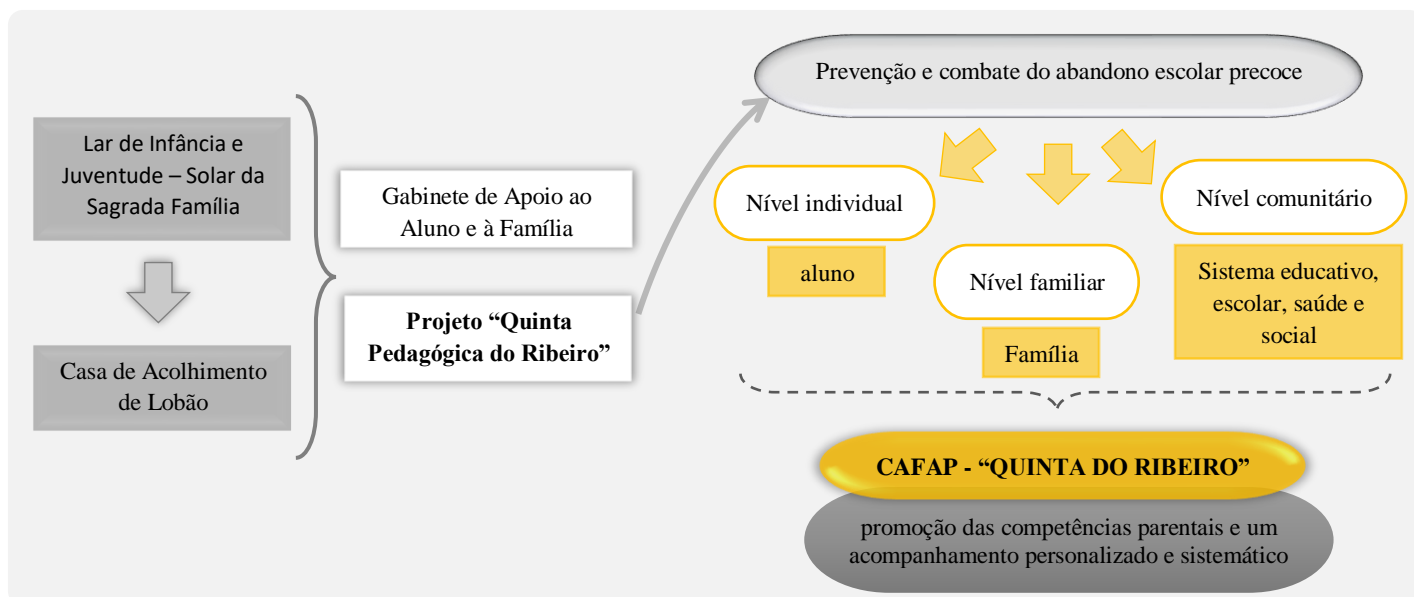 Lar de Infância e
Juventude – Solar da
Sagrada Família
Casa de Acolhimento
de Lobão
Gabinete de Apoio ao
Aluno e à Família
Projeto “Quinta
Pedagógica do Ribeiro”
Prevenção e combate do abandono escolar precoce
Nível individual
aluno
Nível familiar
Família
Nível comunitário
Sistema educativo,
escolar, saúde e
social
CAFAP - “QUINTA DO RIBEIRO”
promoção das competências parentais e um
acompanhamento personalizado e sistemático